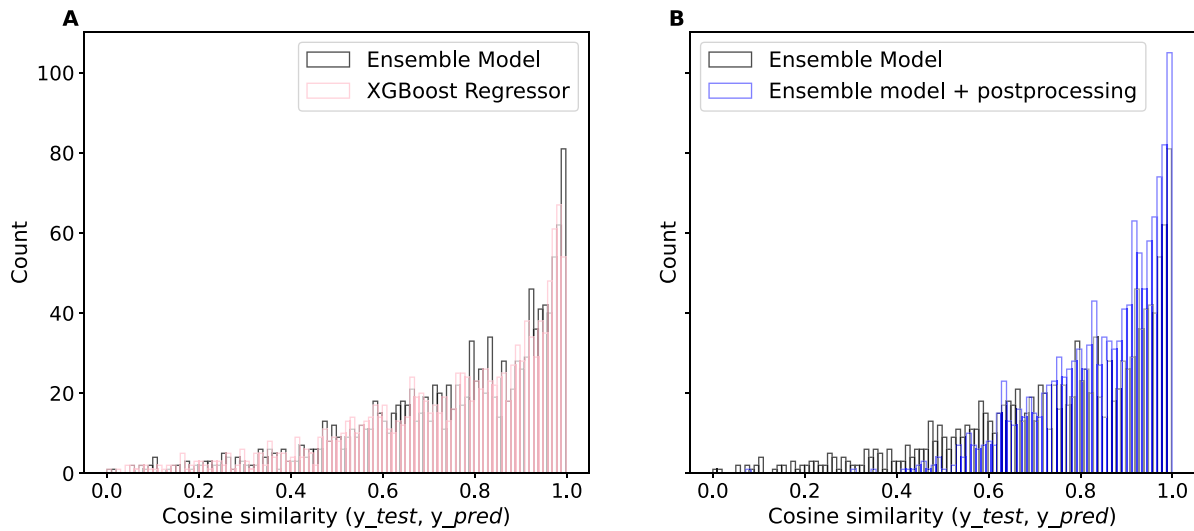 A
Ensemble Model
XGBoost Regressor
100
80
60
40
20
0
Count
0.0 0.2 0.4 0.6 0.8 1.0
Cosine similarity (y_test, y_pred)
B
Ensemble Model
Ensemble model + postprocessing
Count
0.0 0.2 0.4 0.6 0.8 1.0
Cosine similarity (y_test, y_pred)